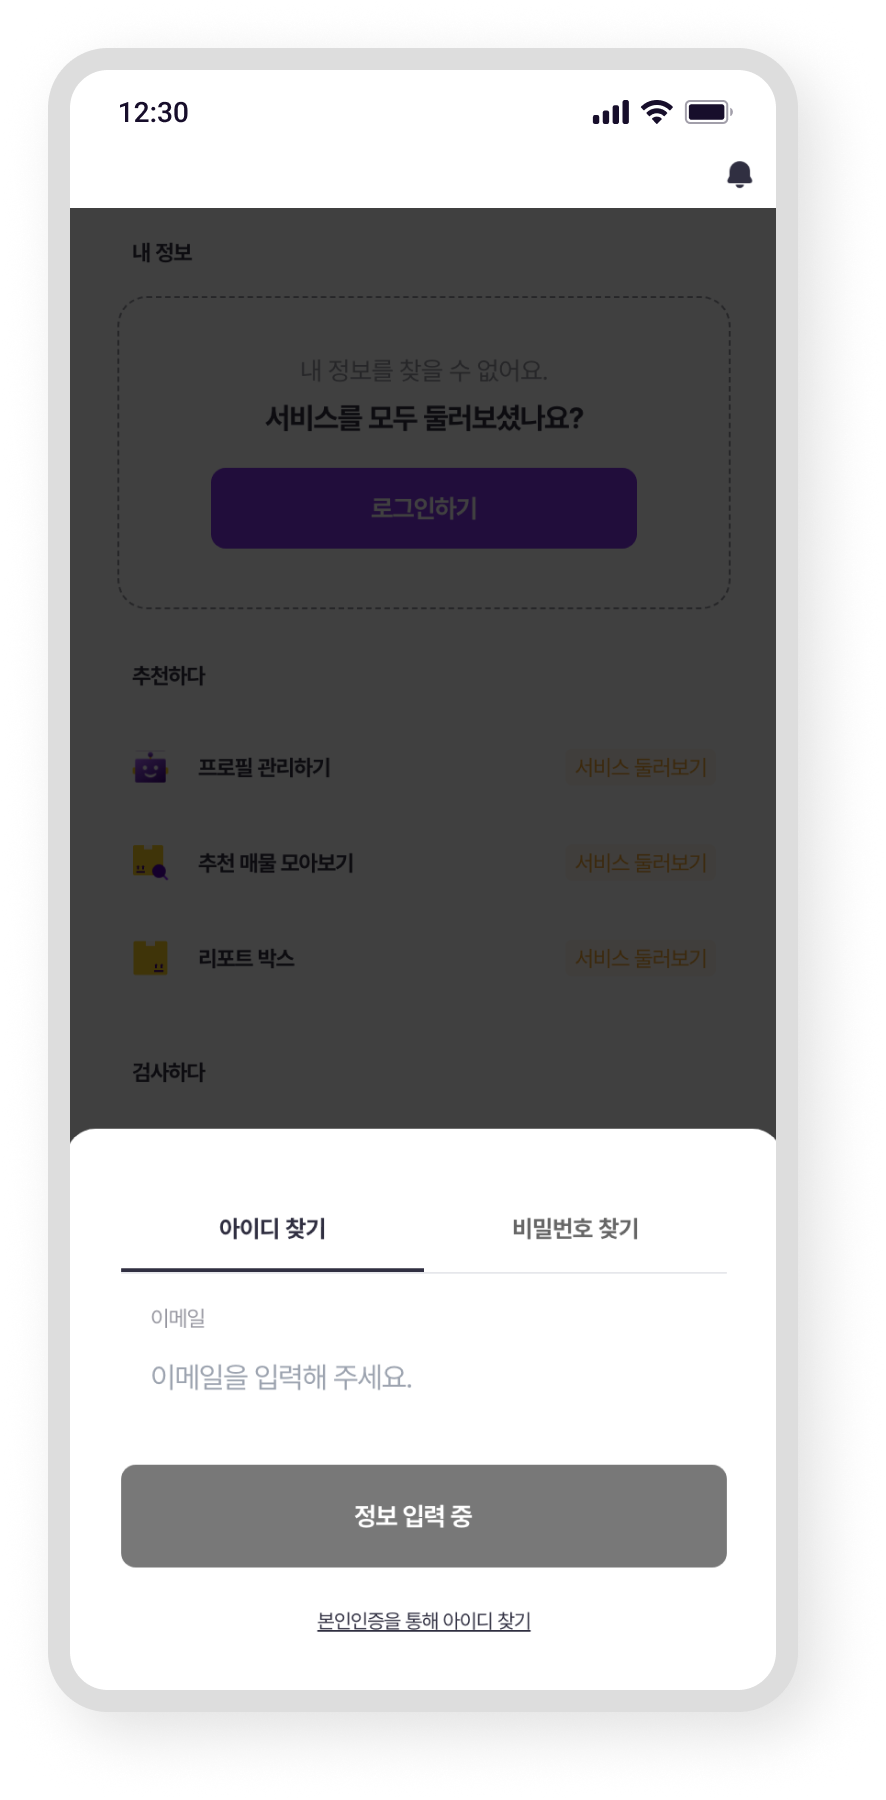 12:30
내 정보
내 정보를 찾을 수 없어요.
서비스를 모두 둘러보셨나요?
로그인하기
추천하다
프로필 관리하기
서비스 둘러보기
추천 매물 모아보기
서비스 둘러보기
리포트 박스
서비스 둘러보기
검사하다
아이디 찾기
비밀번호 찾기
이메일
이메일을 입력해 주세요.
정보 입력 중
본인인증을 통해 아이디 찾기